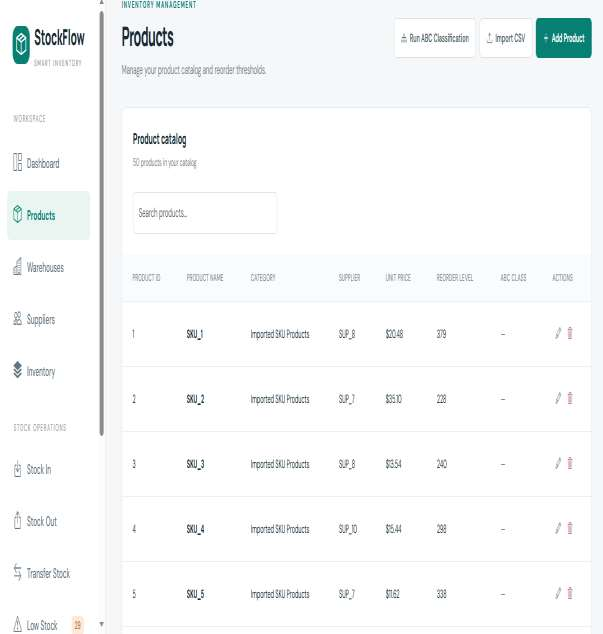 StockFlow
SMART INVENTORY
WORKSPACE
Dashboard
Products
Warehouses
Suppliers
Inventory
STOCK OPERATIONS
Stock In
Stock Out
Transfer Stock
Low Stock 29
INVENTORY MANAGEMENT
Products
Manage your product catalog and reorder thresholds.
Run ABC Classification
Import CSV
+ Add Product
Product catalog
50 products in your catalog
Search products...
PRODUCT ID PRODUCT NAME CATEGORY SUPPLIER UNIT PRICE REORDER LEVEL ABC CLASS ACTIONS
1 SKU_1 Imported SKU Products SUP_8 $20.48 379 —
2 SKU_2 Imported SKU Products SUP_7 $35.10 228 —
3 SKU_3 Imported SKU Products SUP_8 $13.54 240 —
4 SKU_4 Imported SKU Products SUP_10 $15.44 298 —
5 SKU_5 Imported SKU Products SUP_7 $11.62 338 —